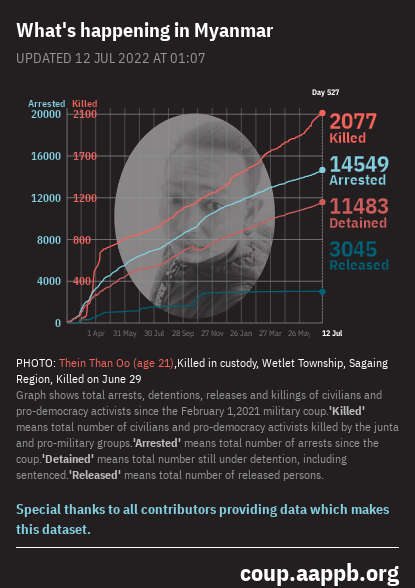 What's happening in Myanmar
UPDATED 12 JUL 2022 AT 01:07
Day 527
Arrested Killed
20000 2100
16000 1700
12000 1200
8000 800
4000 400
0
2077
Killed
14549
Arrested
11483
Detained
3045
Released
1 Apr 31 May 30 Jul 28 Sep 27 Nov 26 Jan 27 Mar 26 May 12 Jul
PHOTO: Thein Than Oo (age 21),Killed in custody, Wetlet Township, Sagaing
Region, Killed on June 29
Graph shows total arrests, detentions, releases and killings of civilians and
pro-democracy activists since the February 1,2021 military coup.'Killed'
means total number of civilians and pro-democracy activists killed by the junta
and pro-military groups.'Arrested' means total number of arrests since the
coup.'Detained' means total number still under detention, including
sentenced.'Released' means total number of released persons.
Special thanks to all contributors providing data which makes
this dataset.
coup.aappb.org